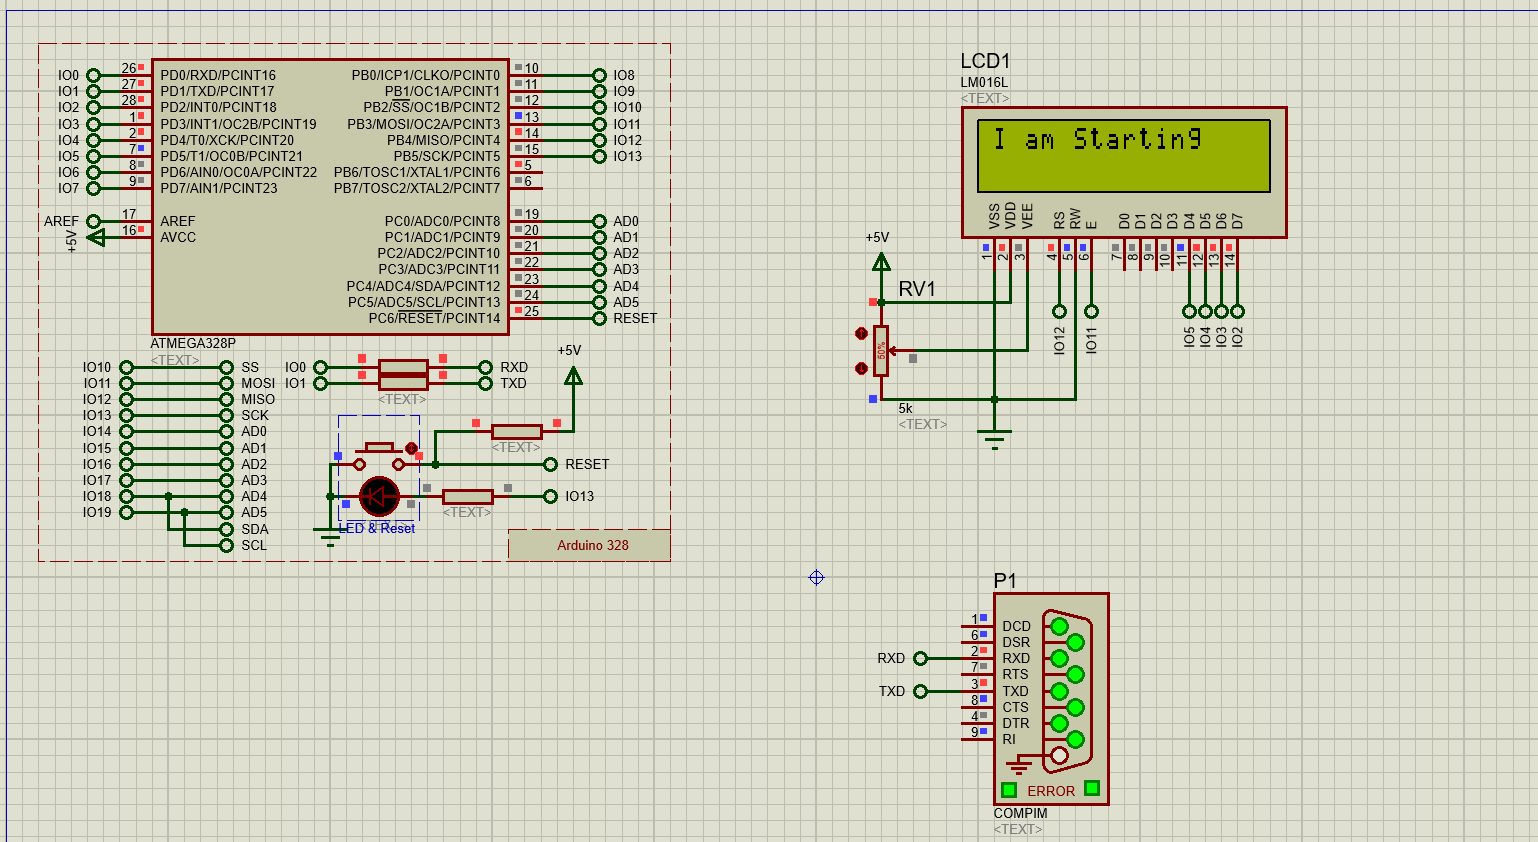 IO0 26 PD0/RXD/PCINT16 PB0/ICP1/CLKO/PCINT0 10 IO8
IO1 27 PD1/TXD/PCINT17 PB1/OC1A/PCINT1 11 IO9
IO2 28 PD2/INT0/PCINT18 PB2/SS/OC1B/PCINT2 12 IO10
IO3 1 PD3/INT1/OC2B/PCINT19 PB3/MOSI/OC2A/PCINT3 13 IO11
IO4 2 PD4/T0/XCK/PCINT20 PB4/MISO/PCINT4 14 IO12
IO5 7 PD5/T1/OC0B/PCINT21 PB5/SCK/PCINT5 15 IO13
IO6 8 PD6/AIN0/OC0A/PCINT22 PB6/TOSC1/XTAL1/PCINT6 5
IO7 9 PD7/AIN1/PCINT23 PB7/TOSC2/XTAL2/PCINT7 6
AREF 17 AREF PC0/ADC0/PCINT8 19 AD0
+5V 16 AVCC PC1/ADC1/PCINT9 20 AD1
PC2/ADC2/PCINT10 21 AD2
PC3/ADC3/PCINT11 22 AD3
PC4/ADC4/SDA/PCINT12 23 AD4
PC5/ADC5/SCL/PCINT13 24 AD5
PC6/RESET/PCINT14 25 RESET
ATMEGA328P
<TEXT>
IO10 SS
IO11 MOSI
IO12 MISO
IO13 SCK
IO14 AD0
IO15 AD1
IO16 AD2
IO17 AD3
IO18 AD4
IO19 AD5
SDA
SCL
IO0 RXD
IO1 TXD
<TEXT>
+5V
<TEXT>
RESET
IO13
<TEXT>
LED & Reset
Arduino 328
LCD1
LM016L
<TEXT>
I am Starting
VSS VDD VEE RS RW E D0 D1 D2 D3 D4 D5 D6 D7
1 2 3 4 5 6 7 8 9 10 11 12 13 14
IO12 IO11 IO5 IO4 IO3 IO2
+5V
RV1
50%
5k
<TEXT>
P1
1 DCD
6 DSR
RXD 2 RXD
7 RTS
TXD 3 TXD
8 CTS
4 DTR
9 RI
ERROR
COMPIM
<TEXT>